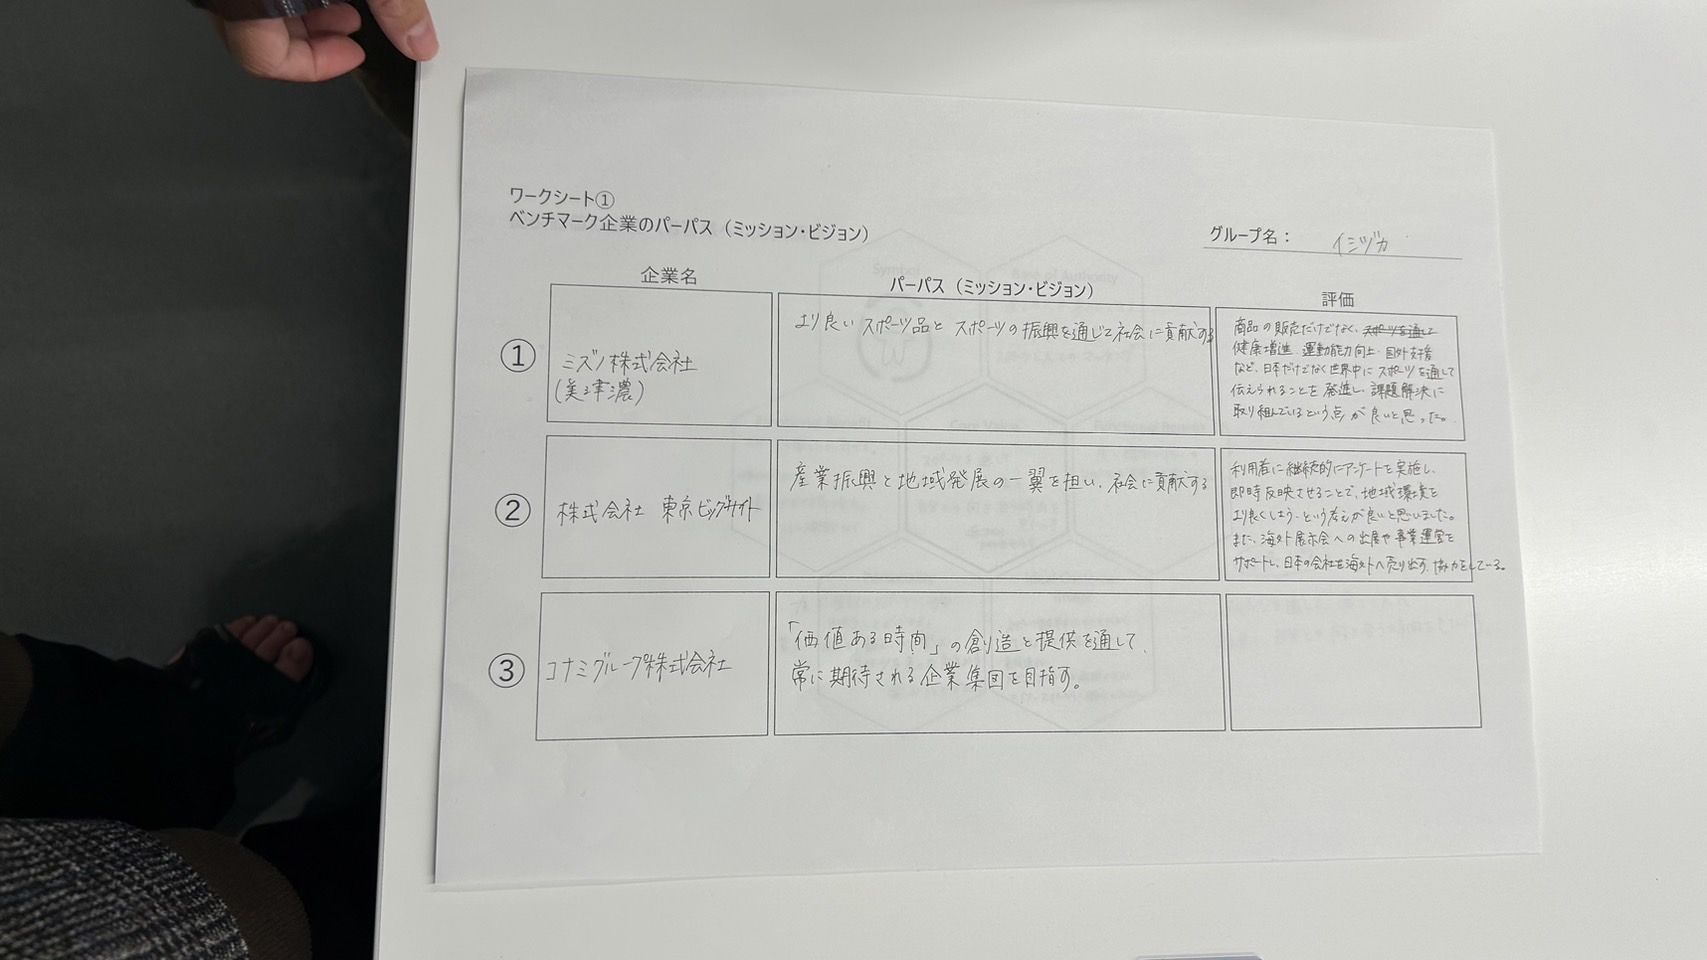 ワークシート①
ベンチマーク企業のパーパス（ミッション・ビジョン）
グループ名： イシヅカ
企業名
パーパス（ミッション・ビジョン）
評価
①
ミズノ株式会社
(美津濃)
より良い スポーツ品と スポーツの 振興を通じて社会に貢献する
商品の販売だけでなく、スポーツを通して
健康増進、運動能力向上・国外支援
など、日本だけでなく世界中に スポーツを通して
伝えられることを 発進し、課題解決に
取り組んでいるという点が良いと思った。
②
株式会社 東京ビッグサイト
産業振興と地域発展の一翼を担い、社会に貢献する
利用者に継続的にアンケートを実施し、
即時反映させることで、地域環境を
より良くしよう、という考えが良いと思いました。
また、海外展示会への出展や事業運営を
サポートし、日本の会社を海外へ売り出す、協力をしている。
③
コナミグループ株式会社
「価値ある時間」の創造と提供を通して、
常に期待される企業集団を目指す。